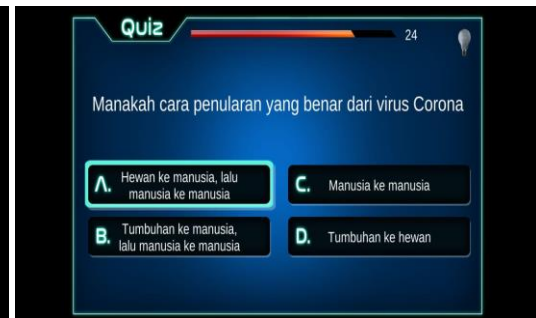 Quiz
24
Manakah cara penularan yang benar dari virus Corona
A. Hewan ke manusia, lalu
manusia ke manusia
C. Manusia ke manusia
B. Tumbuhan ke manusia,
lalu manusia ke manusia
D. Tumbuhan ke hewan